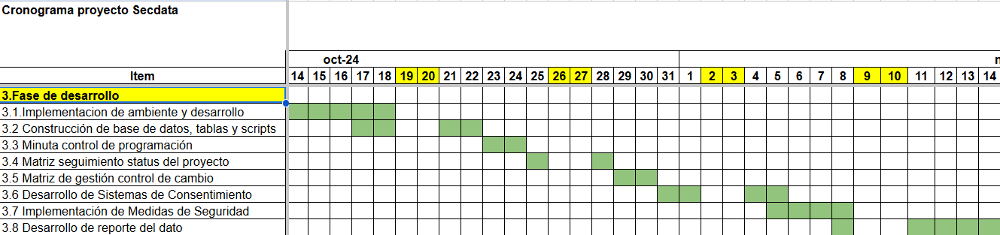 Cronograma proyecto Secdata
oct-24 n
Item 14 15 16 17 18 19 20 21 22 23 24 25 26 27 28 29 30 31 1 2 3 4 5 6 7 8 9 10 11 12 13 14
3.Fase de desarrollo
3.1.Implementacion de ambiente y desarrollo
3.2 Construcción de base de datos, tablas y scripts
3.3 Minuta control de programación
3.4 Matriz seguimiento status del proyecto
3.5 Matriz de gestión control de cambio
3.6 Desarrollo de Sistemas de Consentimiento
3.7 Implementación de Medidas de Seguridad
3.8 Desarrollo de reporte del dato